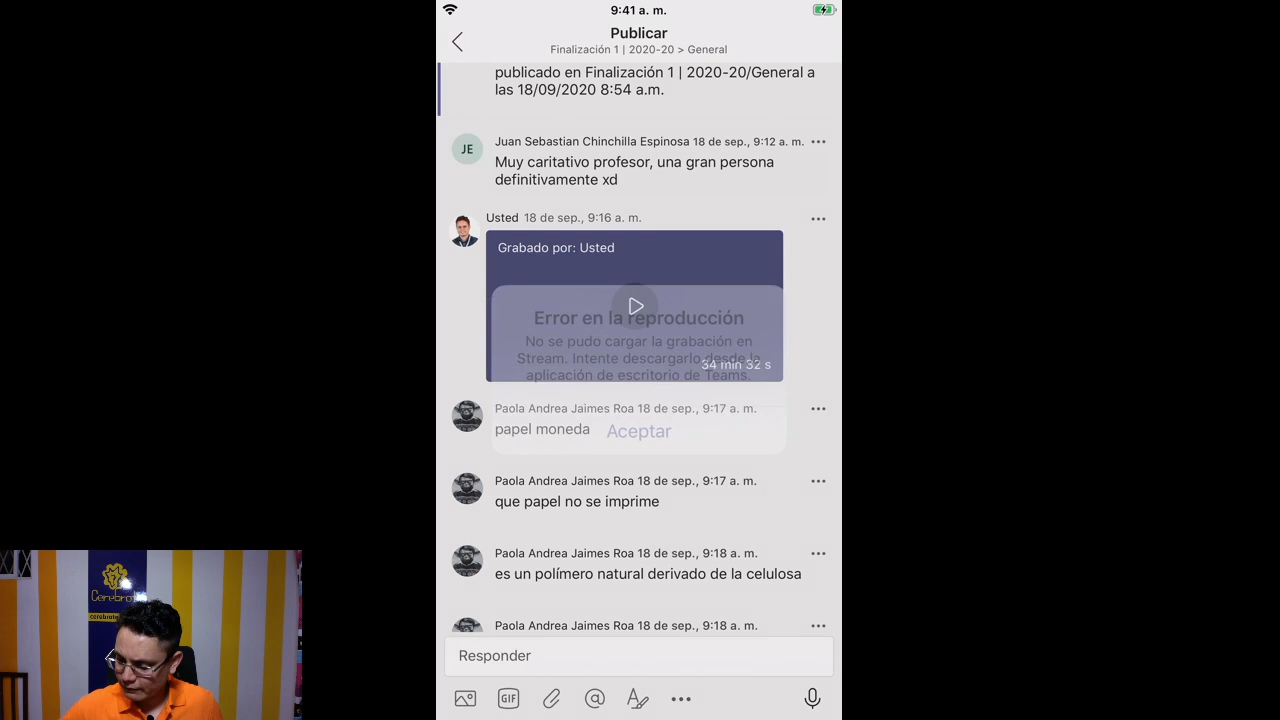 9:41 a. m.
Publicar
Finalización 1 | 2020-20 > General
publicado en Finalización 1 | 2020-20/General a
las 18/09/2020 8:54 a.m.
JE
Juan Sebastian Chinchilla Espinosa 18 de sep., 9:12 a. m.
Muy caritativo profesor, una gran persona
definitivamente xd
Usted 18 de sep., 9:16 a. m.
Grabado por: Usted
Error en la reproducción
No se pudo cargar la grabación en
Stream. Intente descargarlo desde la
aplicación de escritorio de Teams.
34 min 32 s
Aceptar
Paola Andrea Jaimes Roa 18 de sep., 9:17 a. m.
papel moneda
Paola Andrea Jaimes Roa 18 de sep., 9:17 a. m.
que papel no se imprime
Paola Andrea Jaimes Roa 18 de sep., 9:18 a. m.
es un polímero natural derivado de la celulosa
Paola Andrea Jaimes Roa 18 de sep., 9:18 a. m.
Responder
GIF